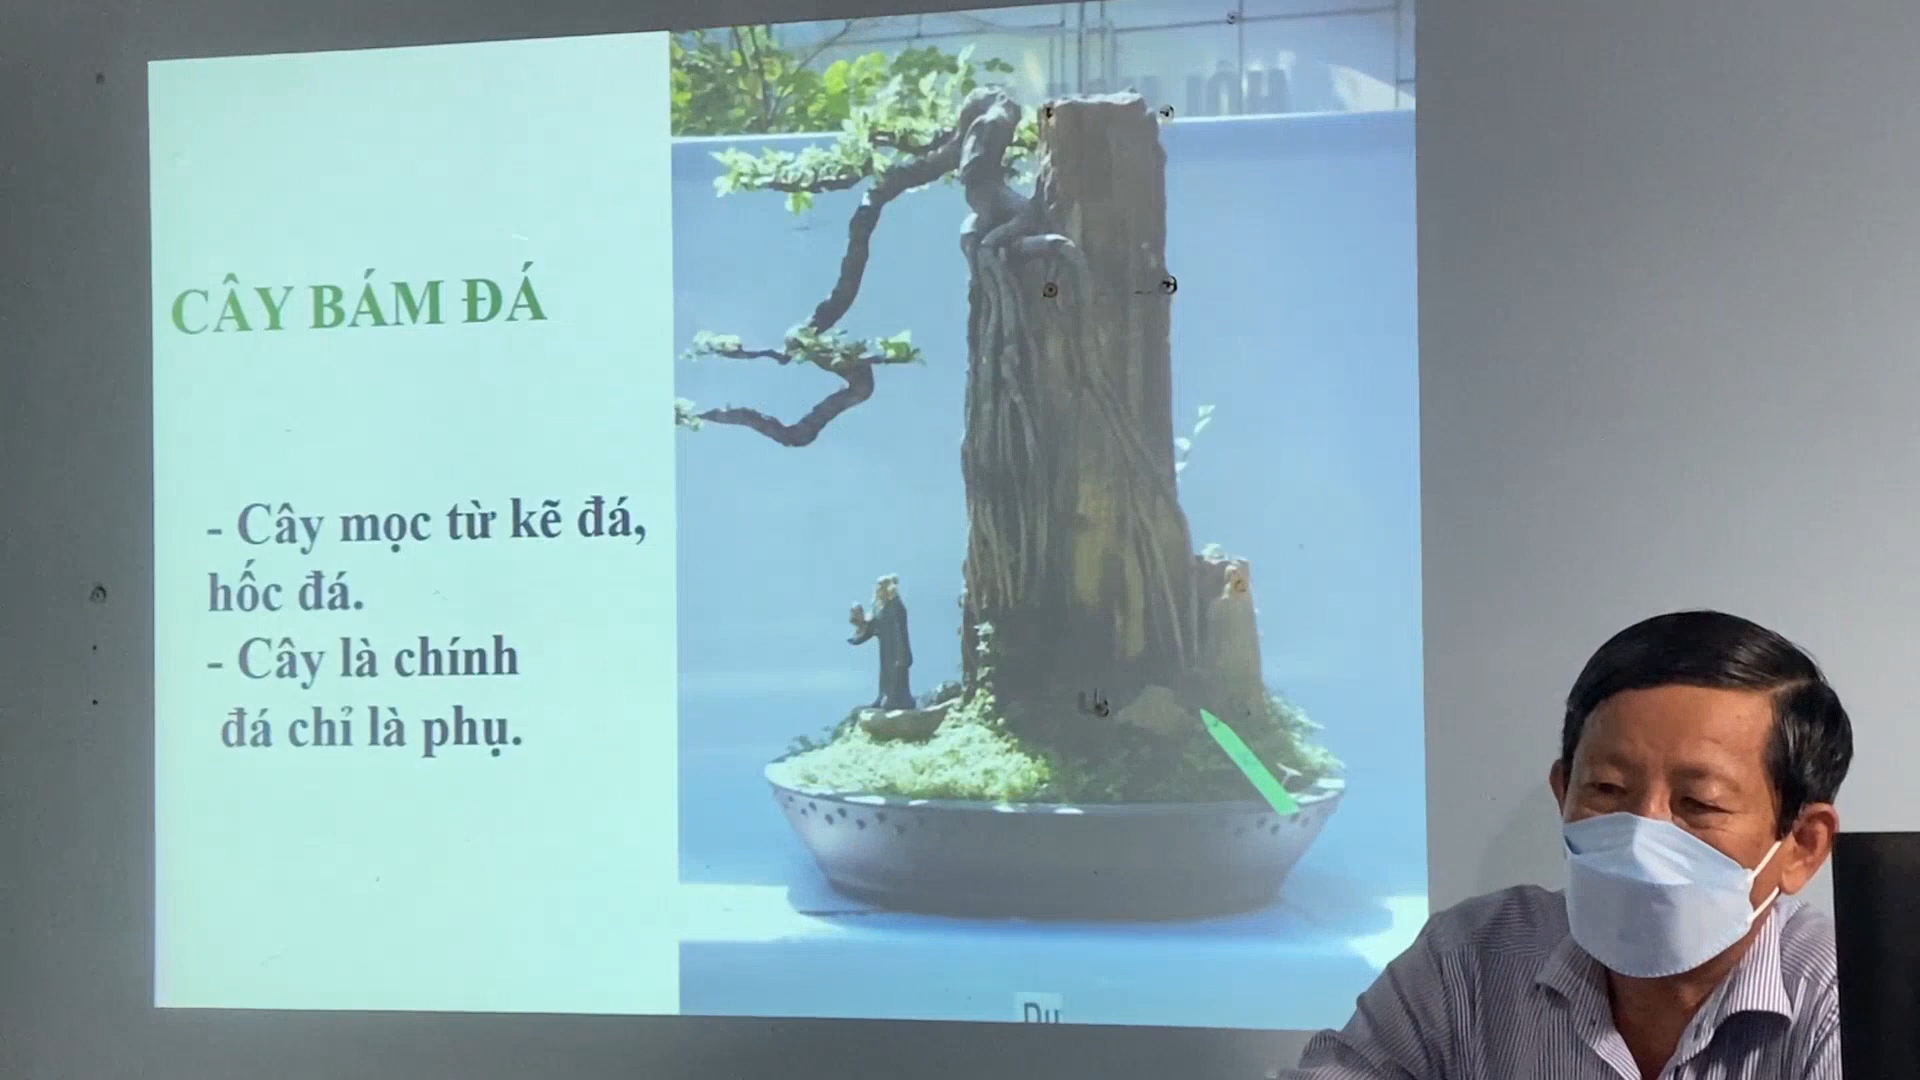 CÂY BÁM ĐÁ
- Cây mọc từ kẽ đá,
hốc đá.
- Cây là chính
đá chỉ là phụ.